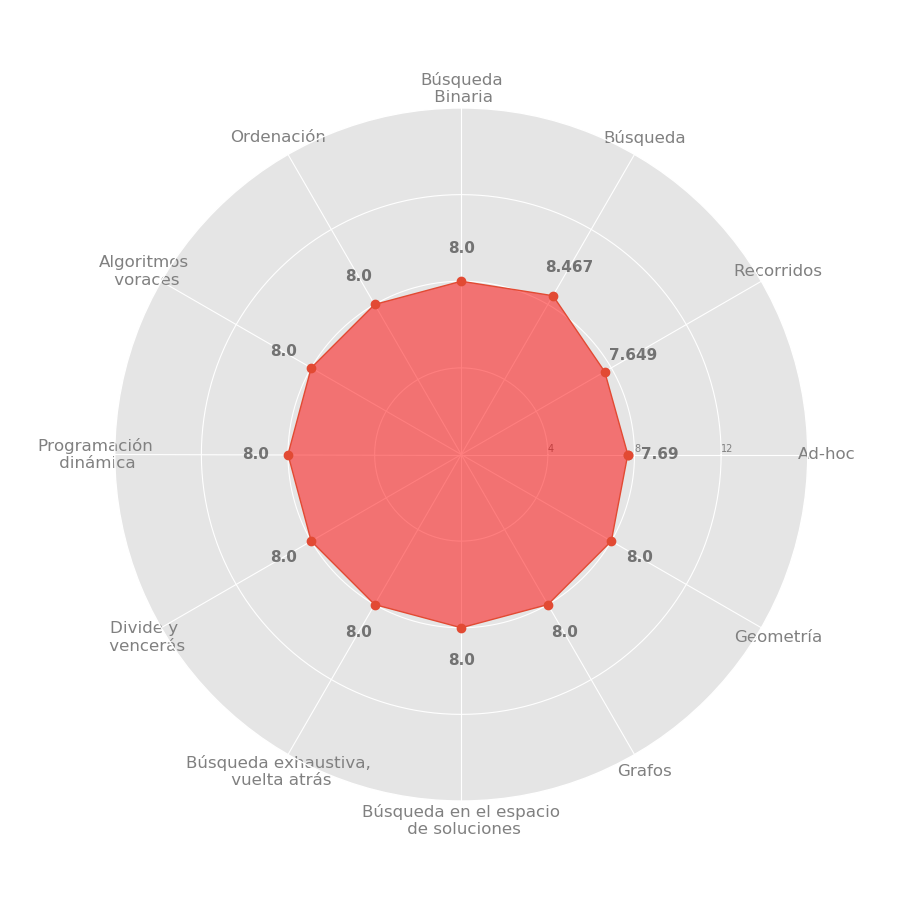 Búsqueda
Binaria
Ordenación
Búsqueda
8.0
8.467
8.0
Algoritmos
voraces
Recorridos
8.0
7.649
Programación
dinámica
8.0
4
8
12
7.69
Ad-hoc
8.0
8.0
Divide y
vencerás
8.0
8.0
8.0
Geometría
Búsqueda exhaustiva,
vuelta atrás
Grafos
Búsqueda en el espacio
de soluciones